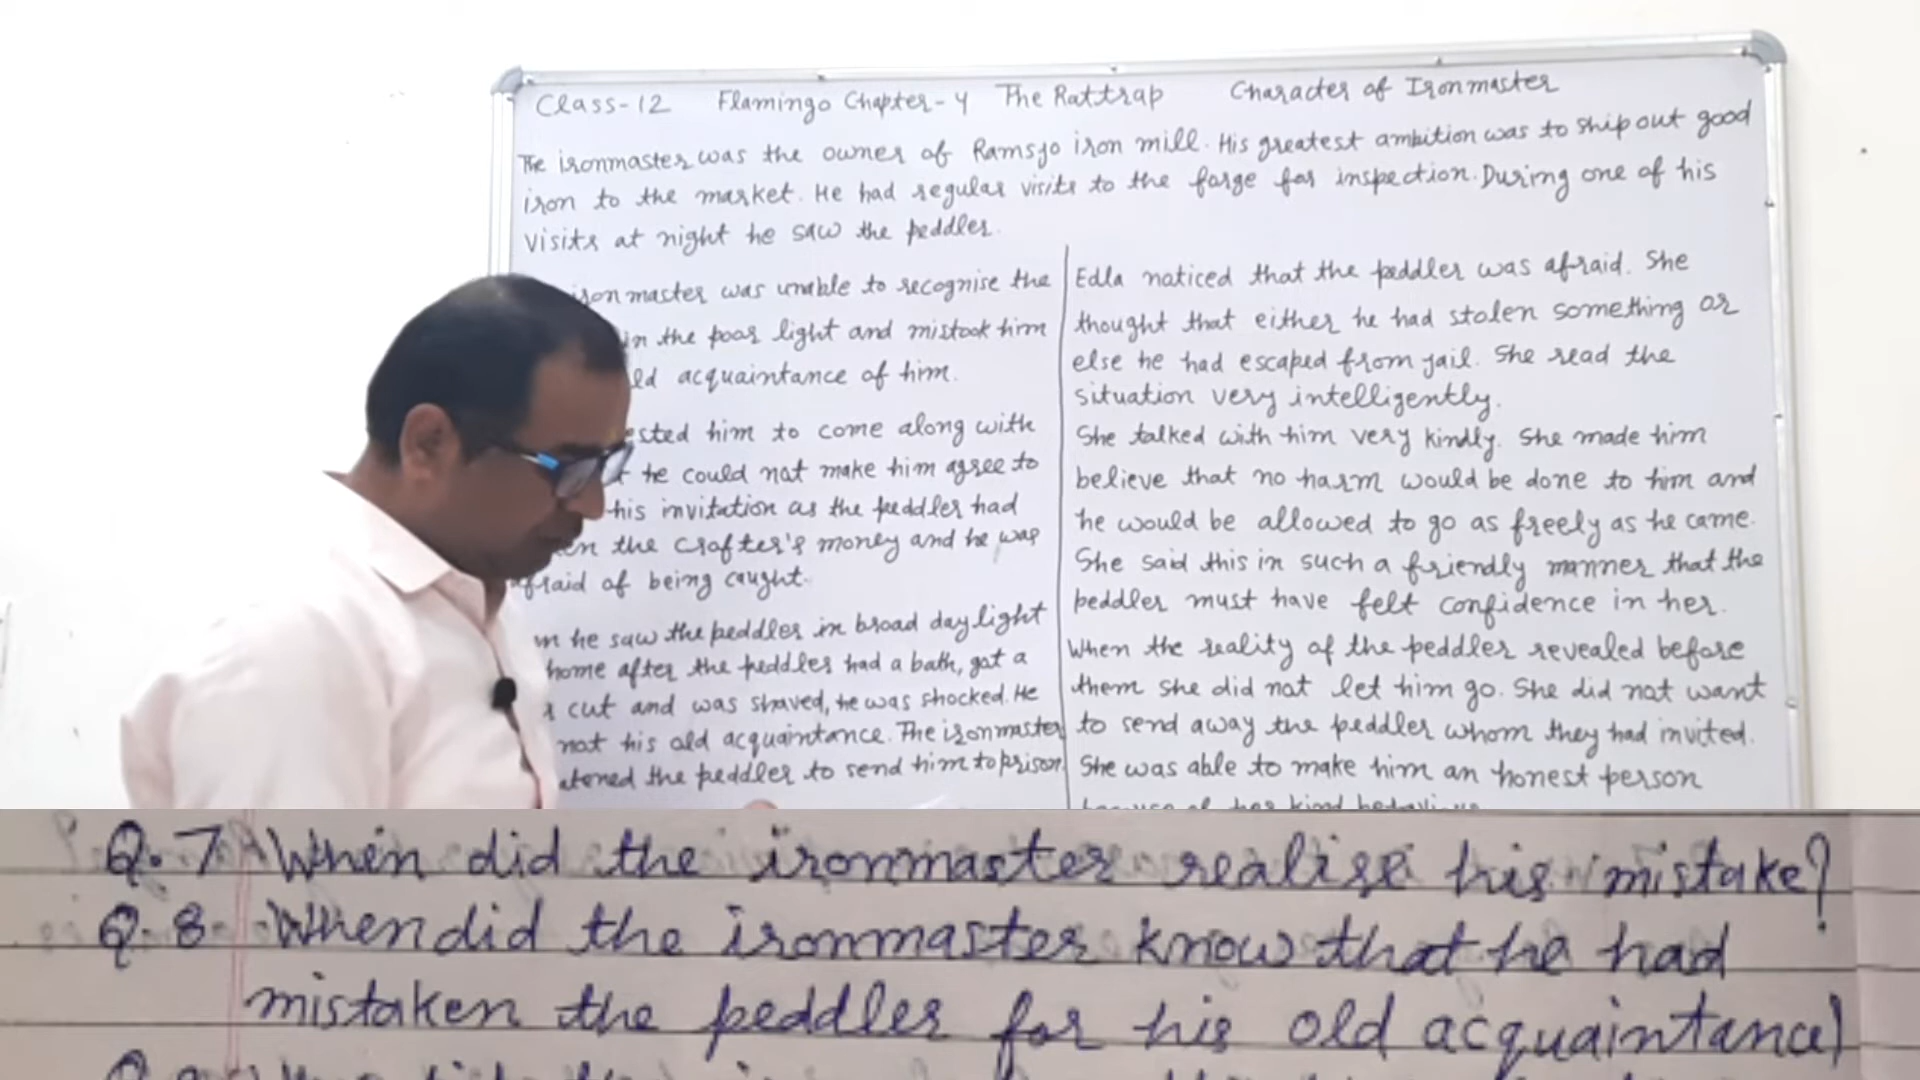 Class-12 Flamingo Chapter-4 The Rattrap Character of Ironmaster
The ironmaster was the owner of Ramsjo iron mill. His greatest ambition was to ship out good
iron to the market. He had regular visits to the forge for inspection. During one of his
visits at night he saw the peddler.
master was unable to recognise the
in the poor light and mistook him
acquaintance of him.
him to come along with
he could not make him agree to
his invitation as the peddler had
the crofter's money and he was
afraid of being caught.
he saw the peddler in broad daylight
home after the peddler had a bath, got a
cut and was shaved, he was shocked. He
not his old acquaintance. The ironmaster
the peddler to send him to prison.
Edla noticed that the peddler was afraid. She
thought that either he had stolen something or
else he had escaped from jail. She read the
situation very intelligently.
She talked with him very kindly. She made him
believe that no harm would be done to him and
he would be allowed to go as freely as he came.
She said this in such a friendly manner that the
peddler must have felt confidence in her.
When the reality of the peddler revealed before
them she did not let him go. She did not want
to send away the peddler whom they had invited.
She was able to make him an honest person
Q.7 When did the ironmaster realise his mistake?
Q.8 When did the ironmaster know that he had
mistaken the peddler for his old acquaintance)